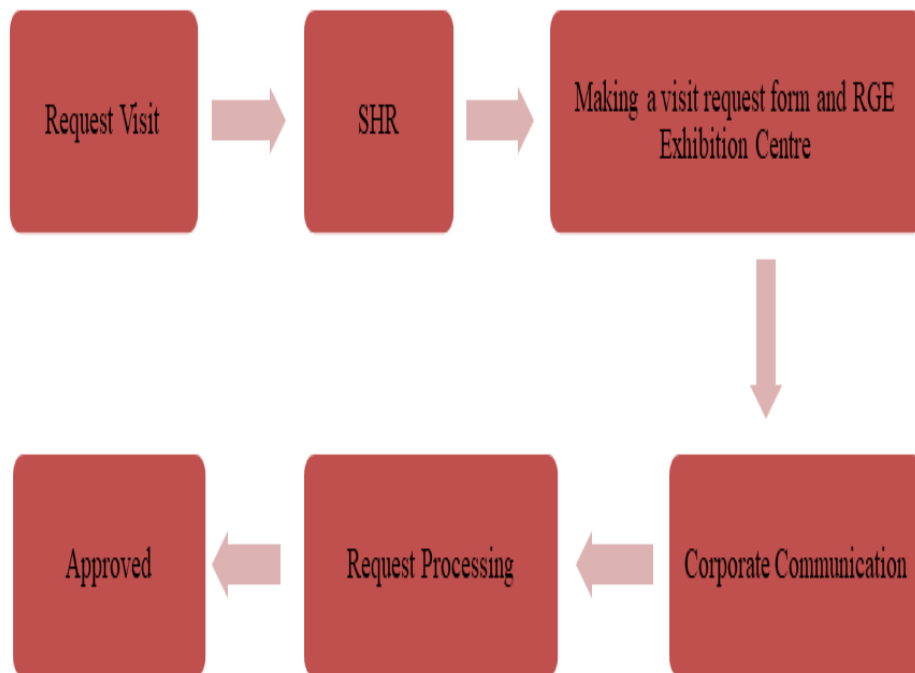 Request Visit
SHR
Making a visit request form and RGE
Exhibition Centre
Corporate Communication
Request Processing
Approved